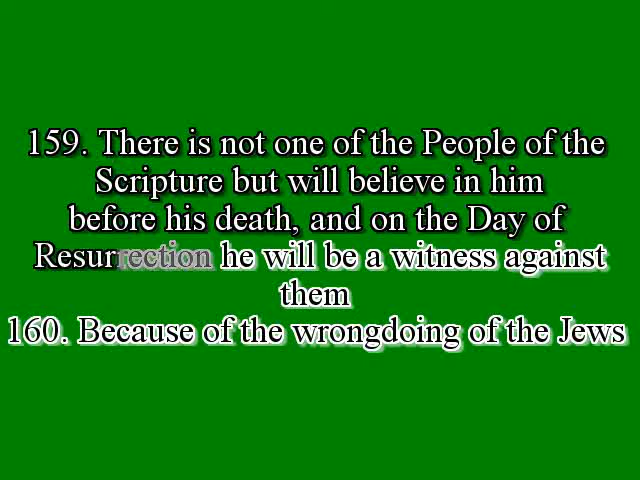 159. There is not one of the People of the
Scripture but will believe in him
before his death, and on the Day of
Resurrection he will be a witness against
them
160. Because of the wrongdoing of the Jews